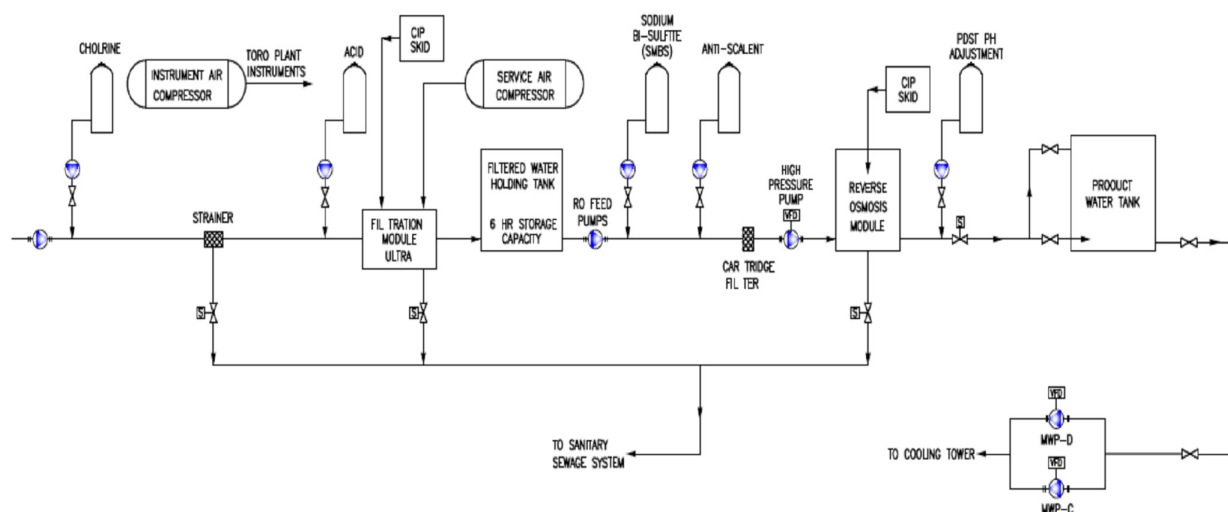 CHOLRINE
INSTRUMENT AIR
COMPRESSOR
TORO PLANT
INSTRUMENTS
ACID
CIP
SKID
SERVICE AIR
COMPRESSOR
SODIUM
BI-SULFITE
(SMBS)
ANTI-SCALENT
CIP
SKID
PDST PH
ADJUSTMENT
STRAINER
FIL TRATION
MODULE
ULTRA
FILTERED WATER
HOLDING TANK
6 HR STORAGE
CAPACITY
RO FEED
PUMPS
CAR TRIDGE
FIL TER
HIGH
PRESSURE
PUMP
VFD
REVERSE
OSMOSIS
MODULE
S
PRODUCT
WATER TANK
S
S
S
TO SANITARY
SEWAGE SYSTEM
TO COOLING TOWER
VFD
MWP-D
VFD
MWP-C